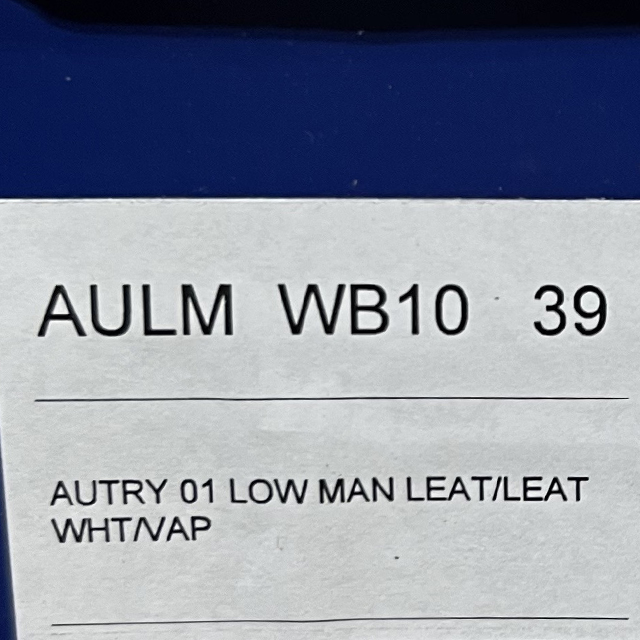 AULM WB10 39
AUTRY 01 LOW MAN LEAT/LEAT
WHT/VAP